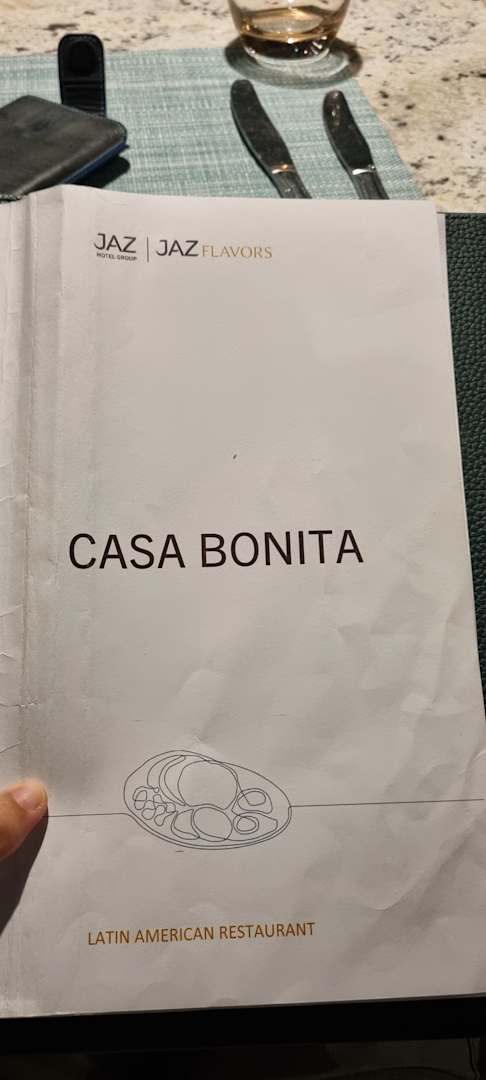 JAZ
HOTEL GROUP
JAZ FLAVORS
CASA BONITA
LATIN AMERICAN RESTAURANT